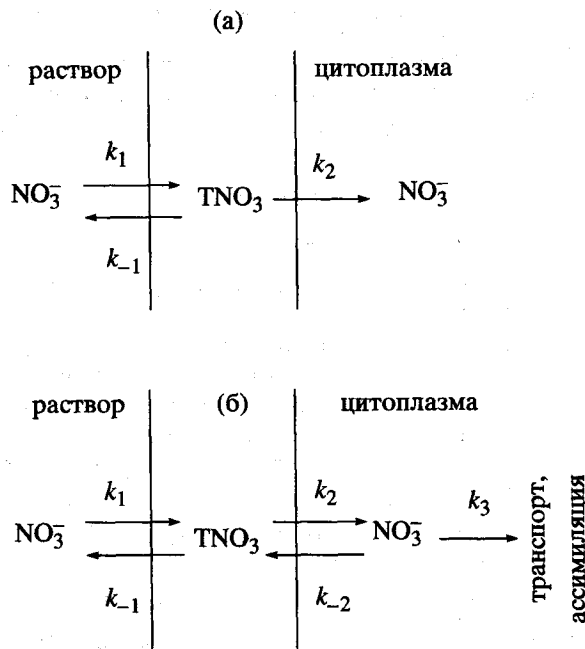 (а)
раствор цитоплазма
k₁ k₂
NO₃⁻ TNO₃ NO₃⁻
k₋₁
раствор (б) цитоплазма
k₁ k₂ k₃
NO₃⁻ TNO₃ NO₃⁻
k₋₁ k₋₂
транспорт,
ассимиляция